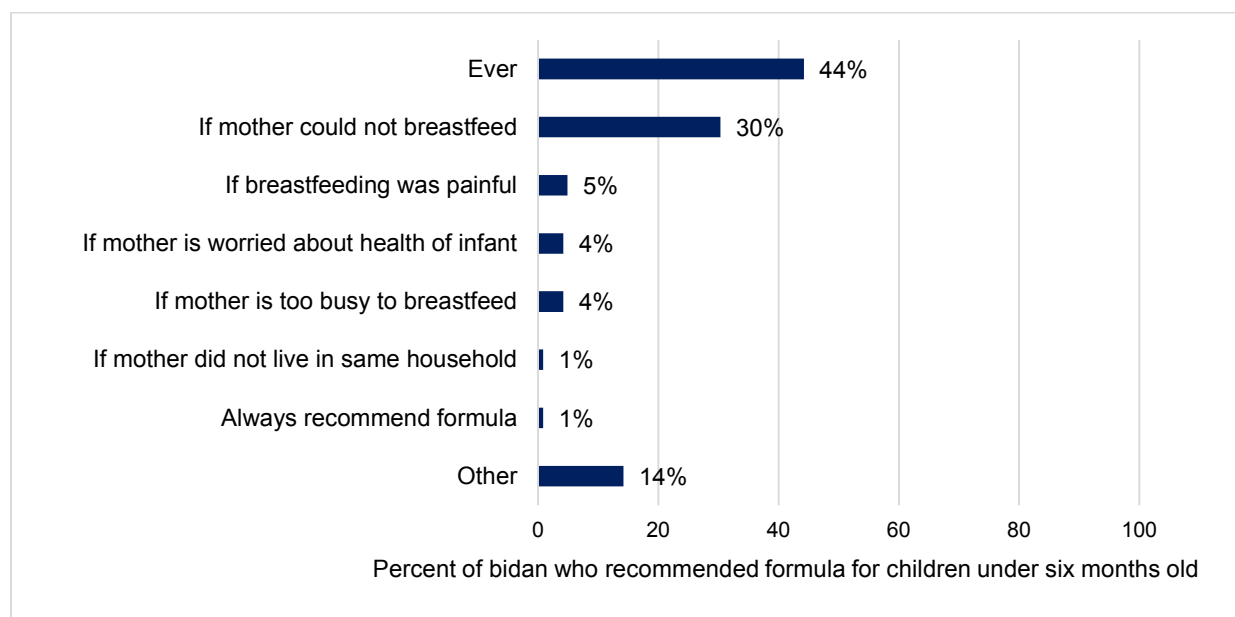 Ever 44%
If mother could not breastfeed 30%
If breastfeeding was painful 5%
If mother is worried about health of infant 4%
If mother is too busy to breastfeed 4%
If mother did not live in same household 1%
Always recommend formula 1%
Other 14%
0 20 40 60 80 100
Percent of bidan who recommended formula for children under six months old